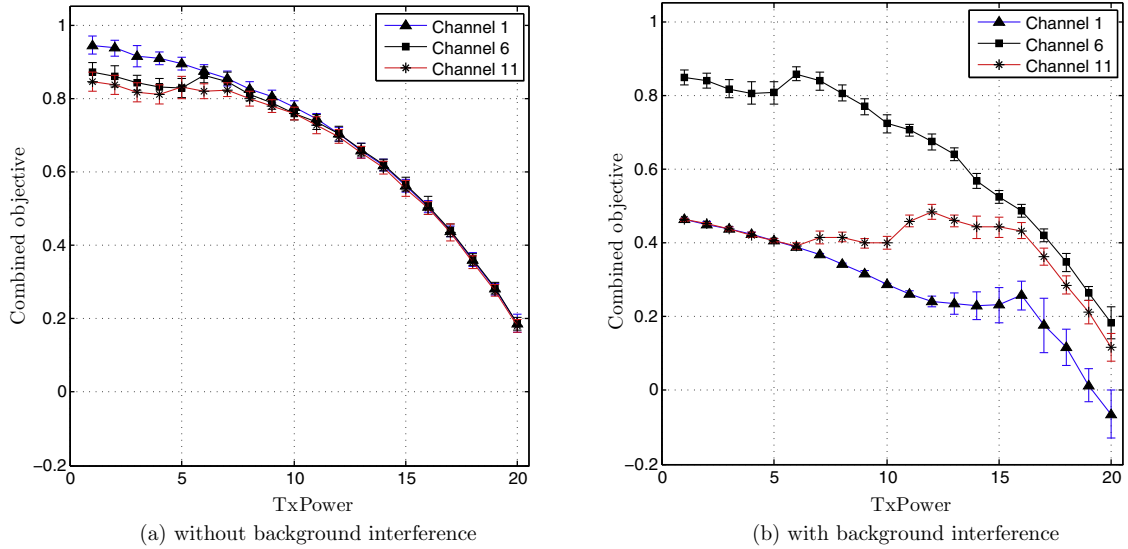 1
0.8
0.6
0.4
0.2
0
−0.2
0
5
10
15
20
Combined objective
TxPower
Channel 1
Channel 6
Channel 11
(a) without background interference
1
0.8
0.6
0.4
0.2
0
−0.2
0
5
10
15
20
Combined objective
TxPower
Channel 1
Channel 6
Channel 11
(b) with background interference